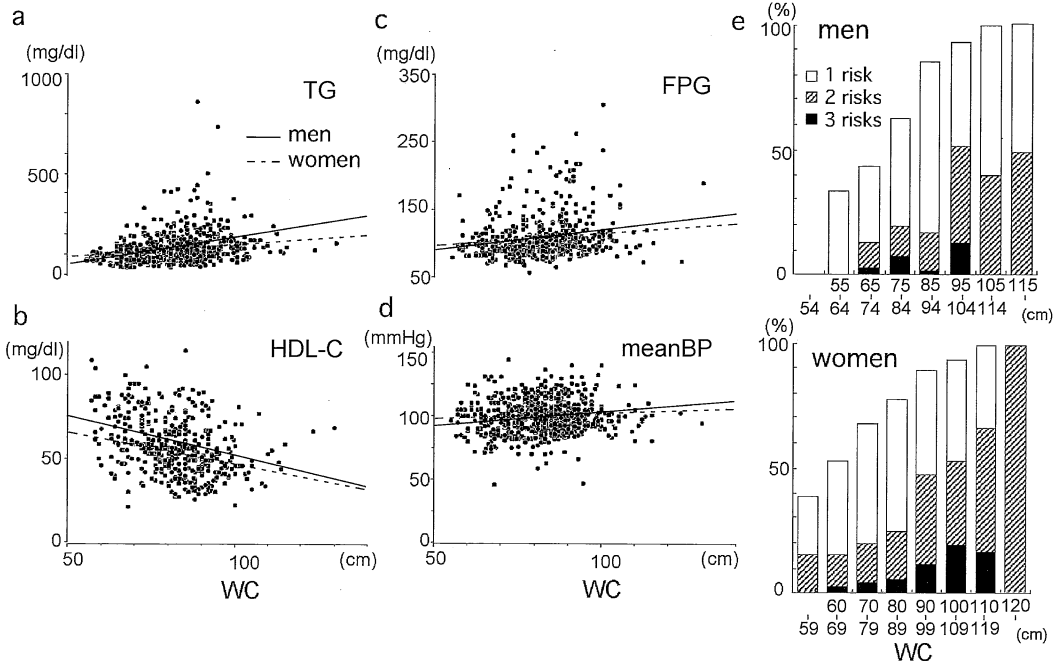 a
(mg/dl)
1000
500
0
TG
men
women
b
(mg/dl)
100
50
0
HDL-C
50
100
(cm)
WC
c
(mg/dl)
350
250
150
50
FPG
d
(mmHg)
150
100
50
0
meanBP
50
100
(cm)
WC
e
(%)
100
50
0
men
1 risk
2 risks
3 risks
55 65 75 85 95 105 115
54 64 74 84 94 104 114 (cm)
(%)
100
50
0
women
60 70 80 90 100 110 120
59 69 79 89 99 109 119 (cm)
WC